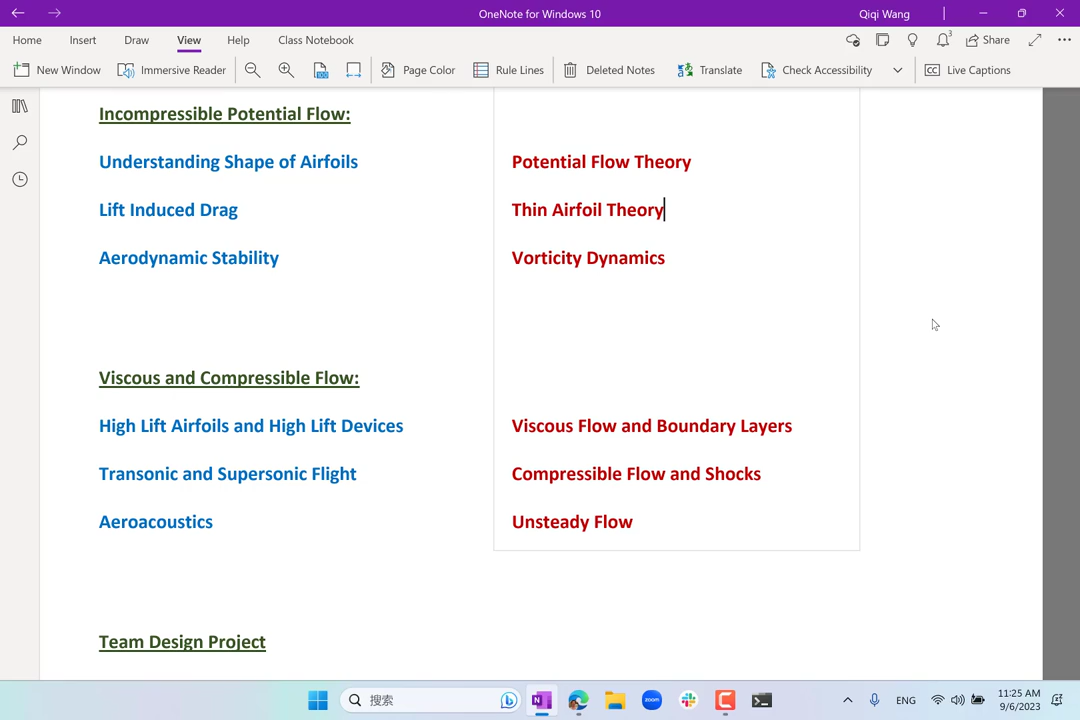 OneNote for Windows 10
Qiqi Wang
Home Insert Draw View Help Class Notebook
3
Share
New Window Immersive Reader Page Color Rule Lines Deleted Notes Translate Check Accessibility CC Live Captions
Incompressible Potential Flow:
Understanding Shape of Airfoils Potential Flow Theory
Lift Induced Drag Thin Airfoil Theory
Aerodynamic Stability Vorticity Dynamics
Viscous and Compressible Flow:
High Lift Airfoils and High Lift Devices Viscous Flow and Boundary Layers
Transonic and Supersonic Flight Compressible Flow and Shocks
Aeroacoustics Unsteady Flow
Team Design Project
搜索
N
zoom
ENG
11:25 AM
9/6/2023